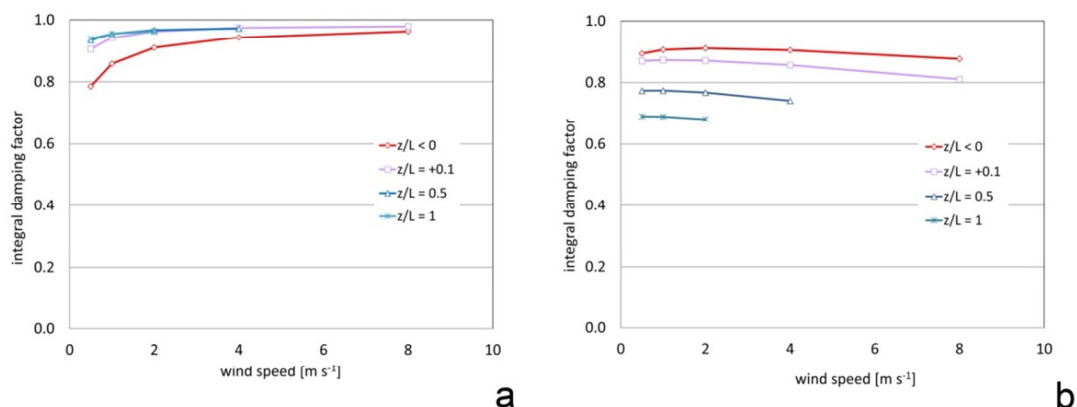 1.0
0.8
0.6
0.4
0.2
0.0
integral damping factor
z/L < 0
z/L = +0.1
z/L = 0.5
z/L = 1
0 2 4 6 8 10
wind speed [m s⁻¹]
a
1.0
0.8
0.6
0.4
0.2
0.0
integral damping factor
z/L < 0
z/L = +0.1
z/L = 0.5
z/L = 1
0 2 4 6 8 10
wind speed [m s⁻¹]
b